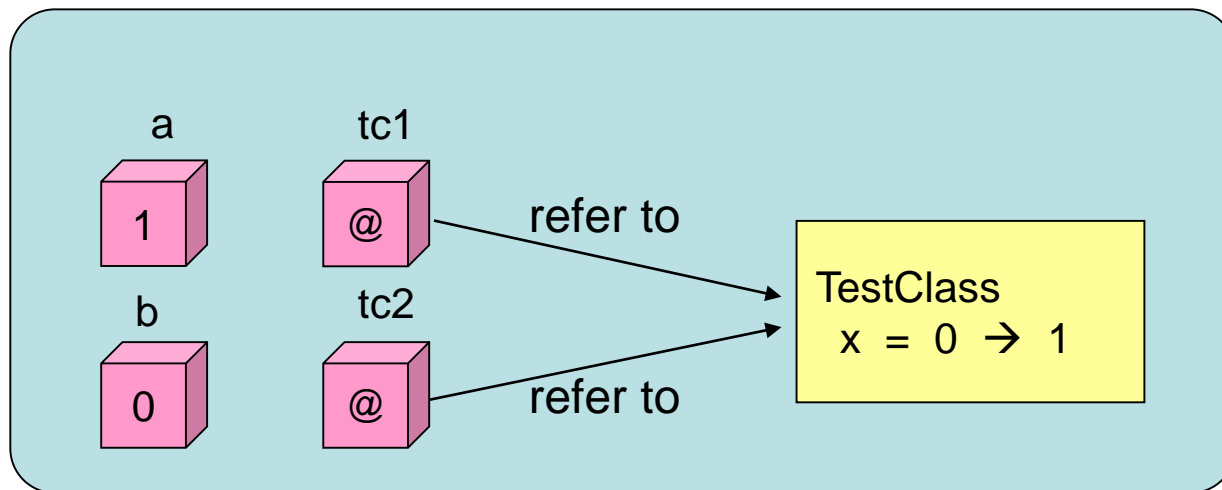 a
tc1
1
@
refer to
b
tc2
0
@
refer to
TestClass
x = 0 → 1